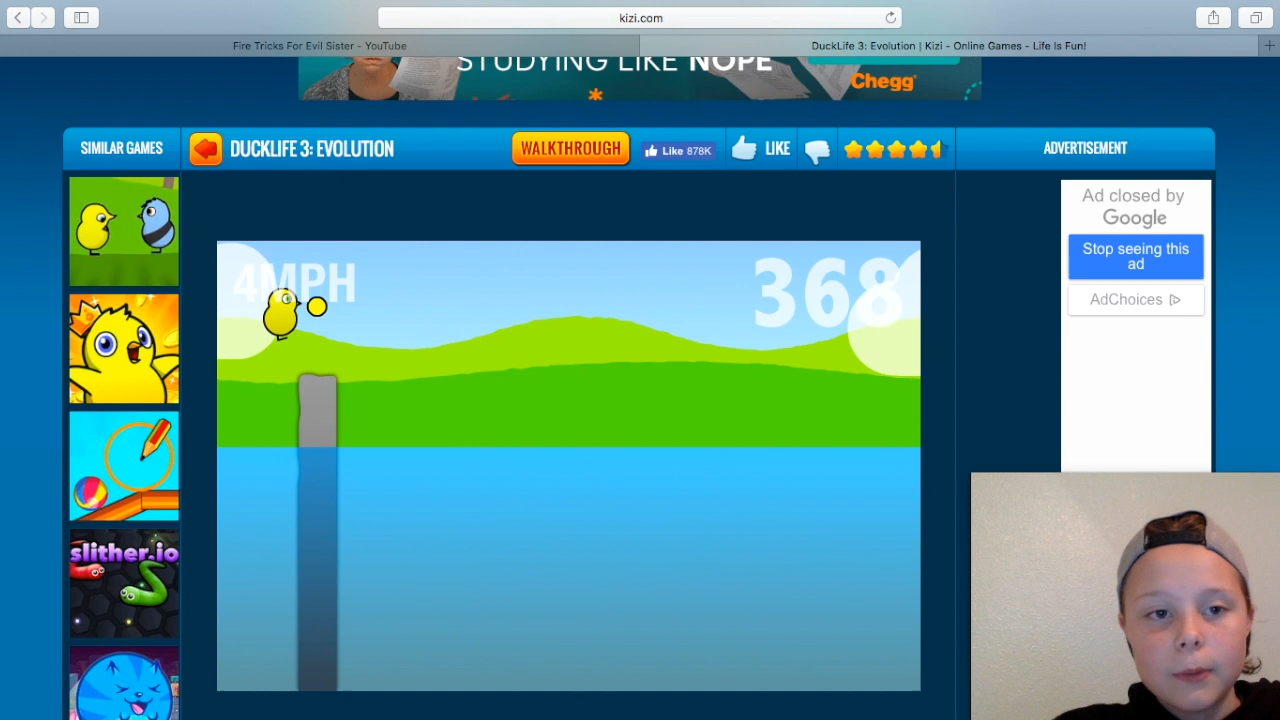 kizi.com
Fire Tricks For Evil Sister - YouTube
DuckLife 3: Evolution | Kizi - Online Games - Life Is Fun!
STUDYING LIKE NOPE
Chegg
SIMILAR GAMES
DUCKLIFE 3: EVOLUTION
WALKTHROUGH
Like 878K
LIKE
ADVERTISEMENT
Ad closed by
Google
Stop seeing this
ad
AdChoices
4MPH
368
slither.io